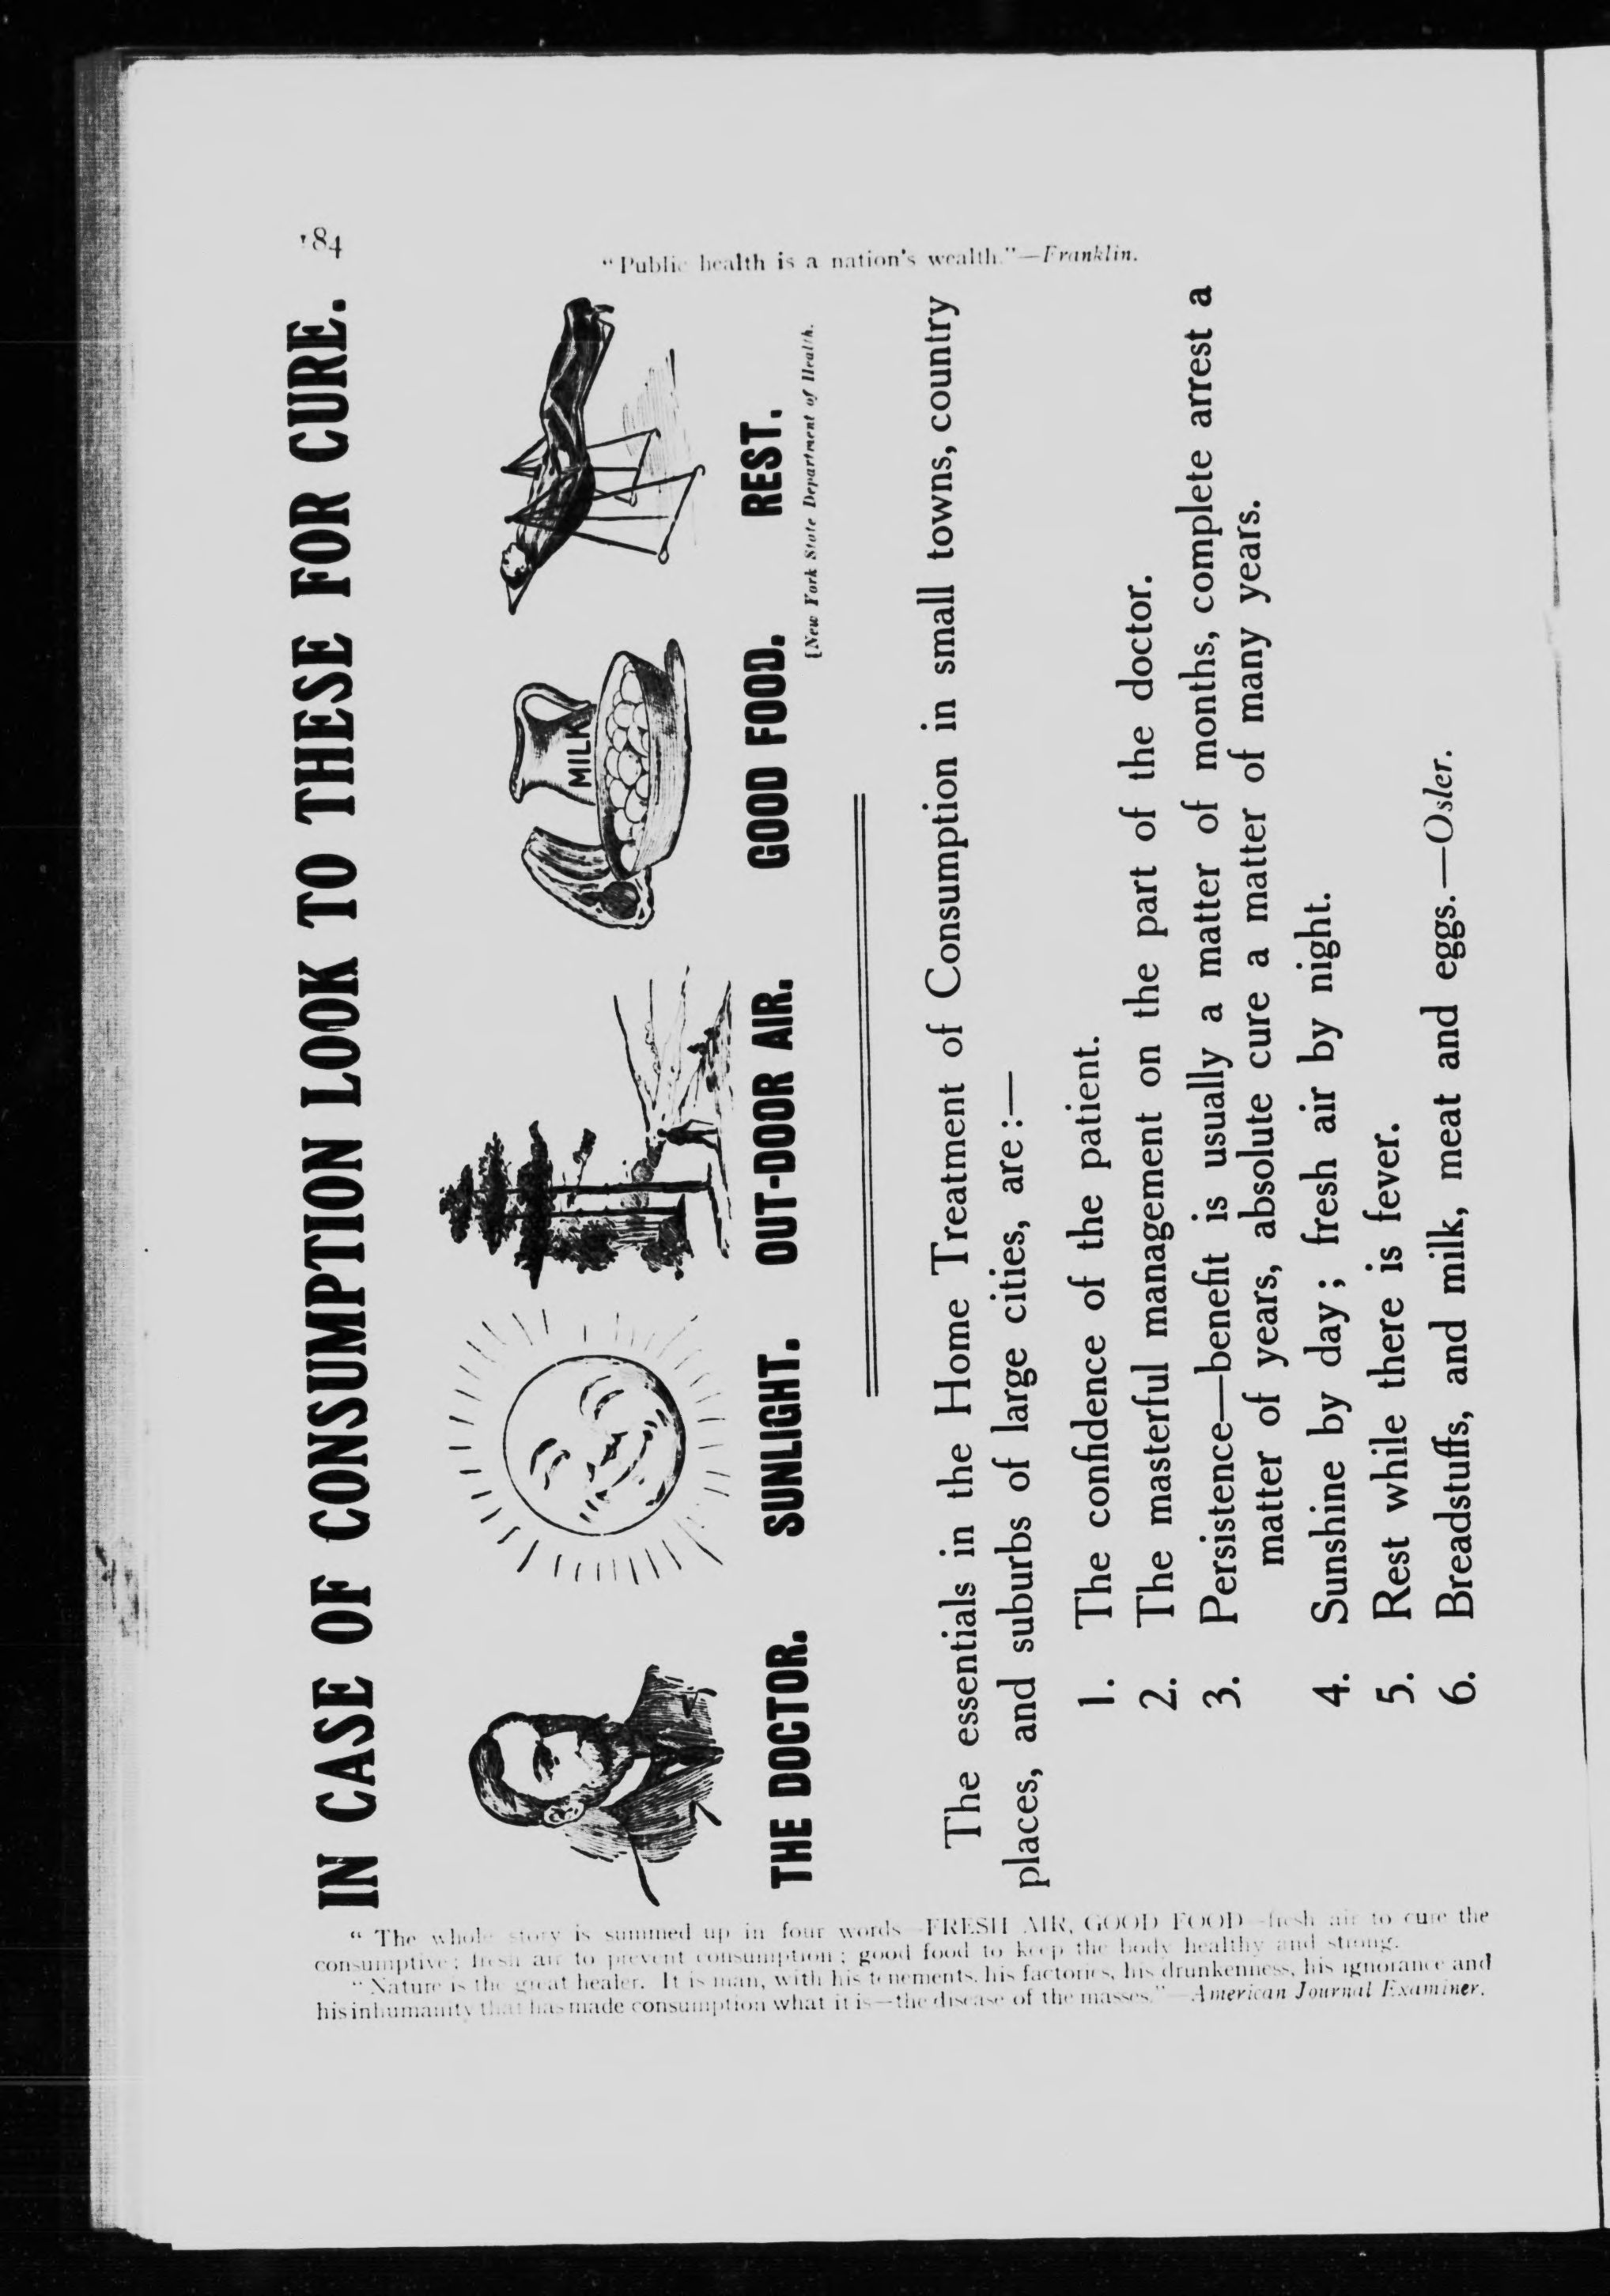 184
"Public health is a nation's wealth."—Franklin.
IN CASE OF CONSUMPTION LOOK TO THESE FOR CURE.
MILK
THE DOCTOR. SUNLIGHT. OUT-DOOR AIR. GOOD FOOD. REST.
[New York State Department of Health.
The essentials in the Home Treatment of Consumption in small towns, country
places, and suburbs of large cities, are:—
1. The confidence of the patient.
2. The masterful management on the part of the doctor.
3. Persistence—benefit is usually a matter of months, complete arrest a
matter of years, absolute cure a matter of many years.
4. Sunshine by day; fresh air by night.
5. Rest while there is fever.
6. Breadstuffs, and milk, meat and eggs.—Osler.
"The whole story is summed up in four words—FRESH AIR, GOOD FOOD—fresh air to cure the
consumptive; fresh air to prevent consumption; good food to keep the body healthy and strong.
"Nature is the great healer. It is man, with his tenements, his factories, his drunkenness, his ignorance and
his inhumanity that has made consumption what it is—the disease of the masses."—American Journal Examiner.